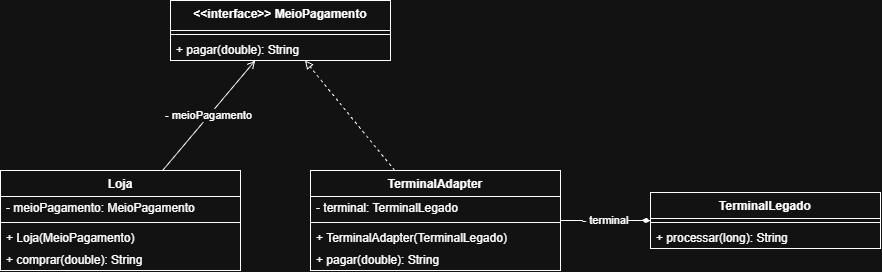 <<interface>> MeioPagamento
+ pagar(double): String
- meioPagamento
Loja
- meioPagamento: MeioPagamento
+ Loja(MeioPagamento)
+ comprar(double): String
TerminalAdapter
- terminal: TerminalLegado
+ TerminalAdapter(TerminalLegado)
+ pagar(double): String
- terminal
TerminalLegado
+ processar(long): String